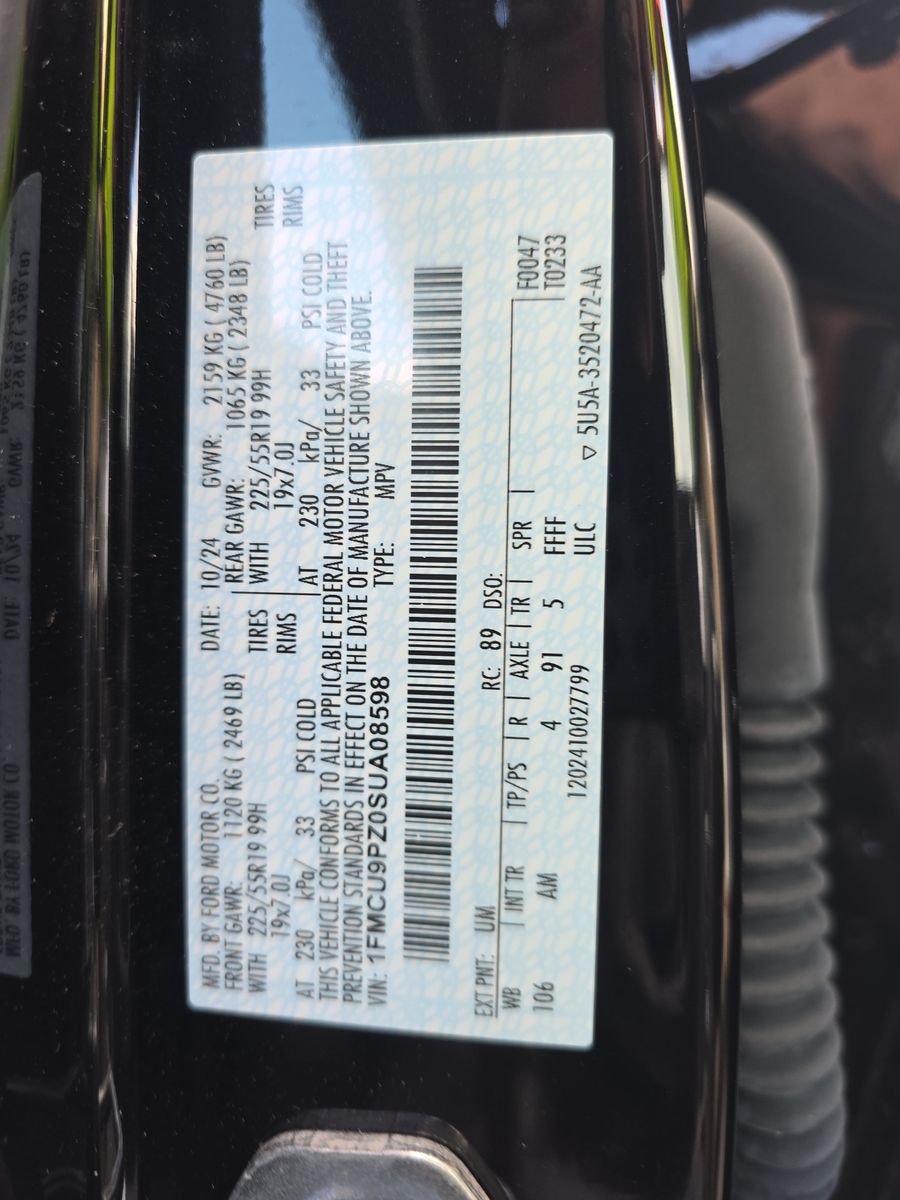 MFD. BY FORD MOTOR CO. DATE: 10/24 GVWR: 2159 KG ( 4760 LB)
FRONT GAWR: 1120 KG ( 2469 LB) REAR GAWR: 1065 KG ( 2348 LB)
WITH 225/55R19 99H TIRES WITH 225/55R19 99H TIRES
19x7.0J RIMS 19x7.0J RIMS
AT 230 kPa/ 33 PSI COLD AT 230 kPa/ 33 PSI COLD
THIS VEHICLE CONFORMS TO ALL APPLICABLE FEDERAL MOTOR VEHICLE SAFETY AND THEFT
PREVENTION STANDARDS IN EFFECT ON THE DATE OF MANUFACTURE SHOWN ABOVE.
VIN: 1FMCU9PZ0SUA08598 TYPE: MPV
EXT PNT: UM RC: 89 DSO:
WB INT TR TP/PS R AXLE TR SPR F0047
106 AM 4 91 5 FFFF T0233
1202410027799 ULC
▽ 5U5A-3520472-AA